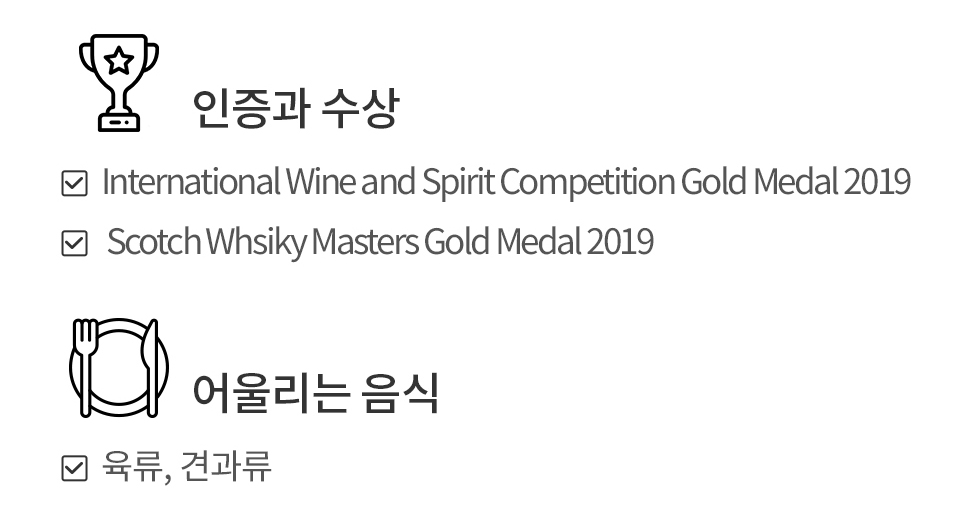 인증과 수상
International Wine and Spirit Competition Gold Medal 2019
Scotch Whsiky Masters Gold Medal 2019
어울리는 음식
육류, 견과류